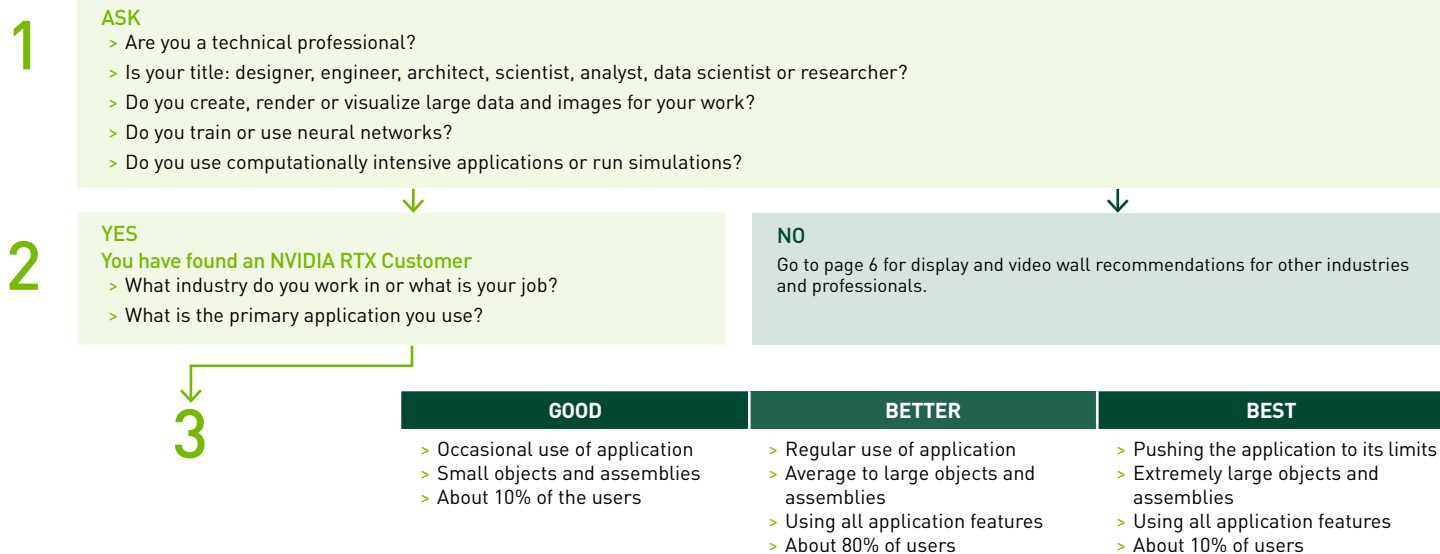 1
ASK
> Are you a technical professional?
> Is your title: designer, engineer, architect, scientist, analyst, data scientist or researcher?
> Do you create, render or visualize large data and images for your work?
> Do you train or use neural networks?
> Do you use computationally intensive applications or run simulations?
2
YES
You have found an NVIDIA RTX Customer
> What industry do you work in or what is your job?
> What is the primary application you use?
NO
Go to page 6 for display and video wall recommendations for other industries
and professionals.
3
GOOD
> Occasional use of application
> Small objects and assemblies
> About 10% of the users
BETTER
> Regular use of application
> Average to large objects and
assemblies
> Using all application features
> About 80% of users
BEST
> Pushing the application to its limits
> Extremely large objects and
assemblies
> Using all application features
> About 10% of users